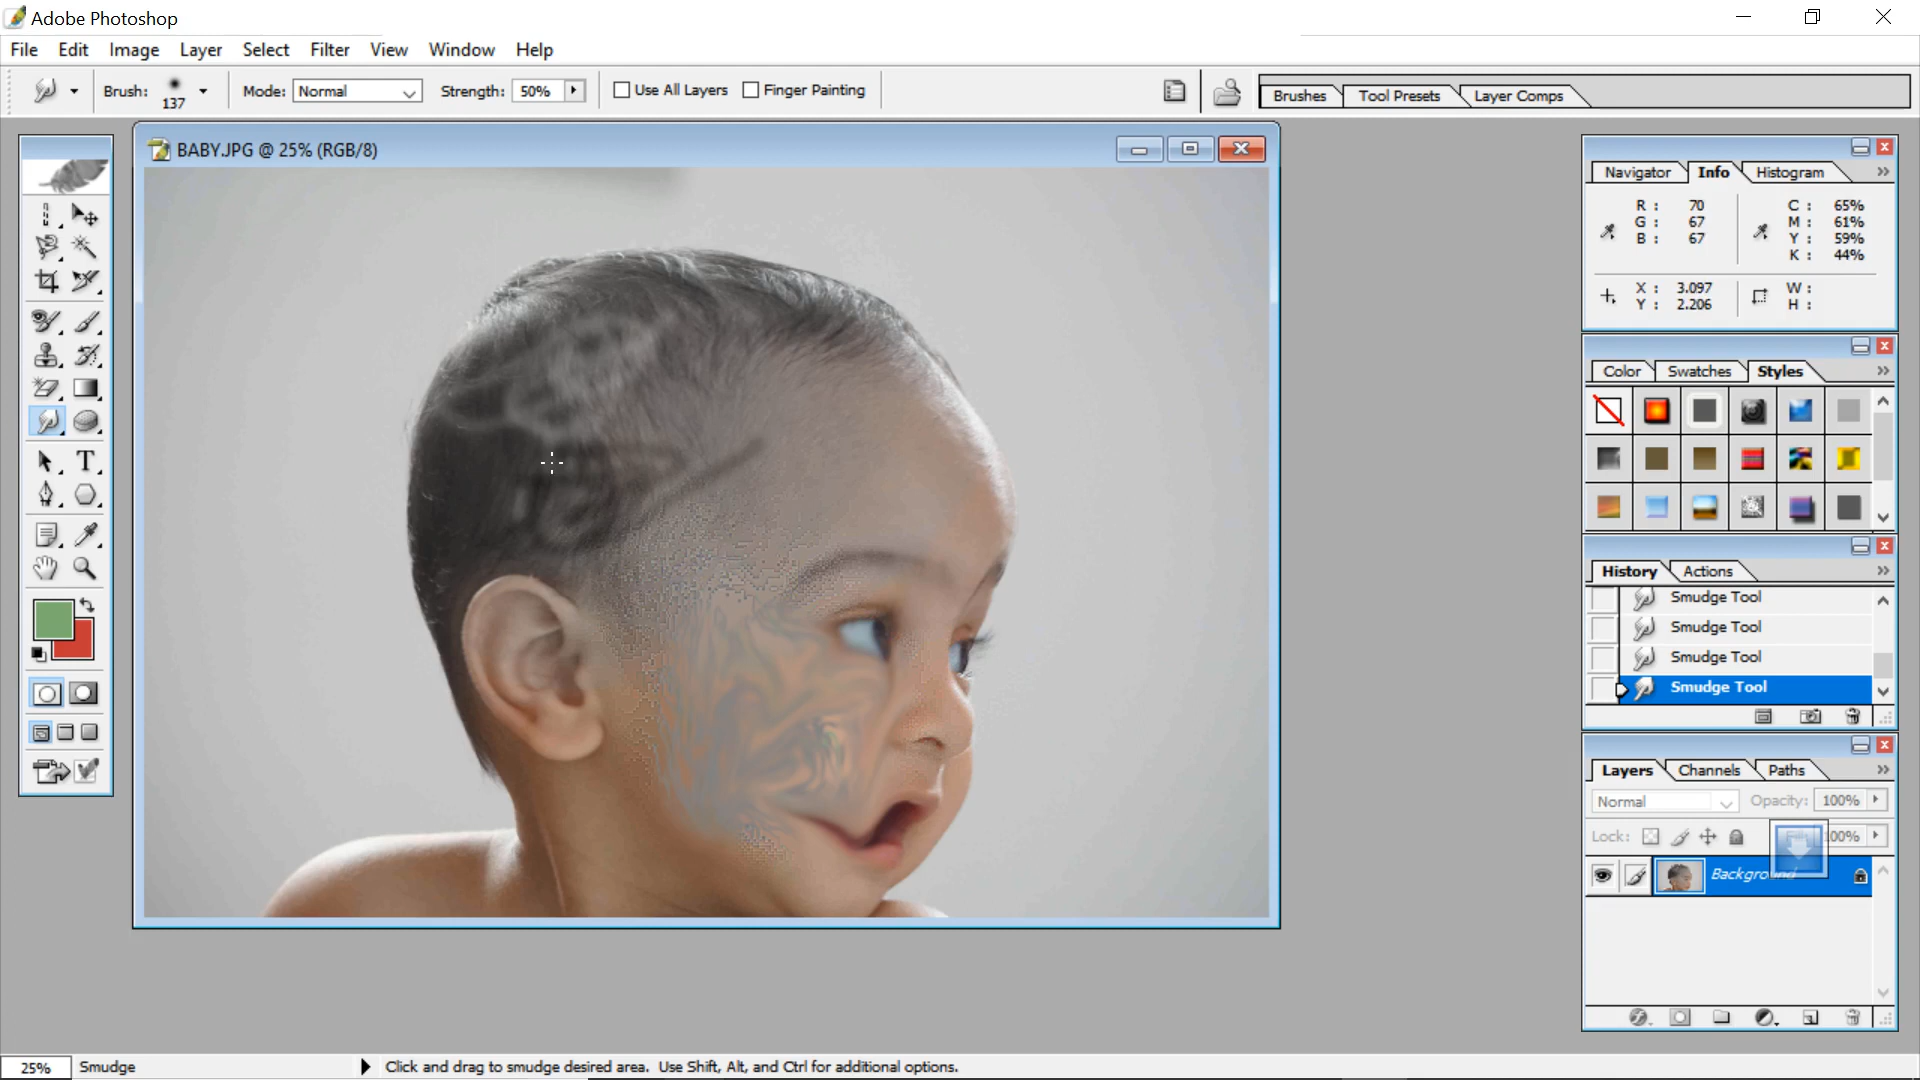 Adobe Photoshop
File Edit Image Layer Select Filter View Window Help
Brush: 137 Mode: Normal Strength: 50% Use All Layers Finger Painting Brushes Tool Presets Layer Comps
BABY.JPG @ 25% (RGB/8)
Navigator Info Histogram
R : 70 C : 65%
G : 67 M : 61%
B : 67 Y : 59%
K : 44%
X : 3.097 W :
Y : 2.206 H :
Color Swatches Styles
T
History Actions
Smudge Tool
Smudge Tool
Smudge Tool
Smudge Tool
Layers Channels Paths
Normal Opacity: 100%
Lock: 100%
Background
25% Smudge Click and drag to smudge desired area. Use Shift, Alt, and Ctrl for additional options.